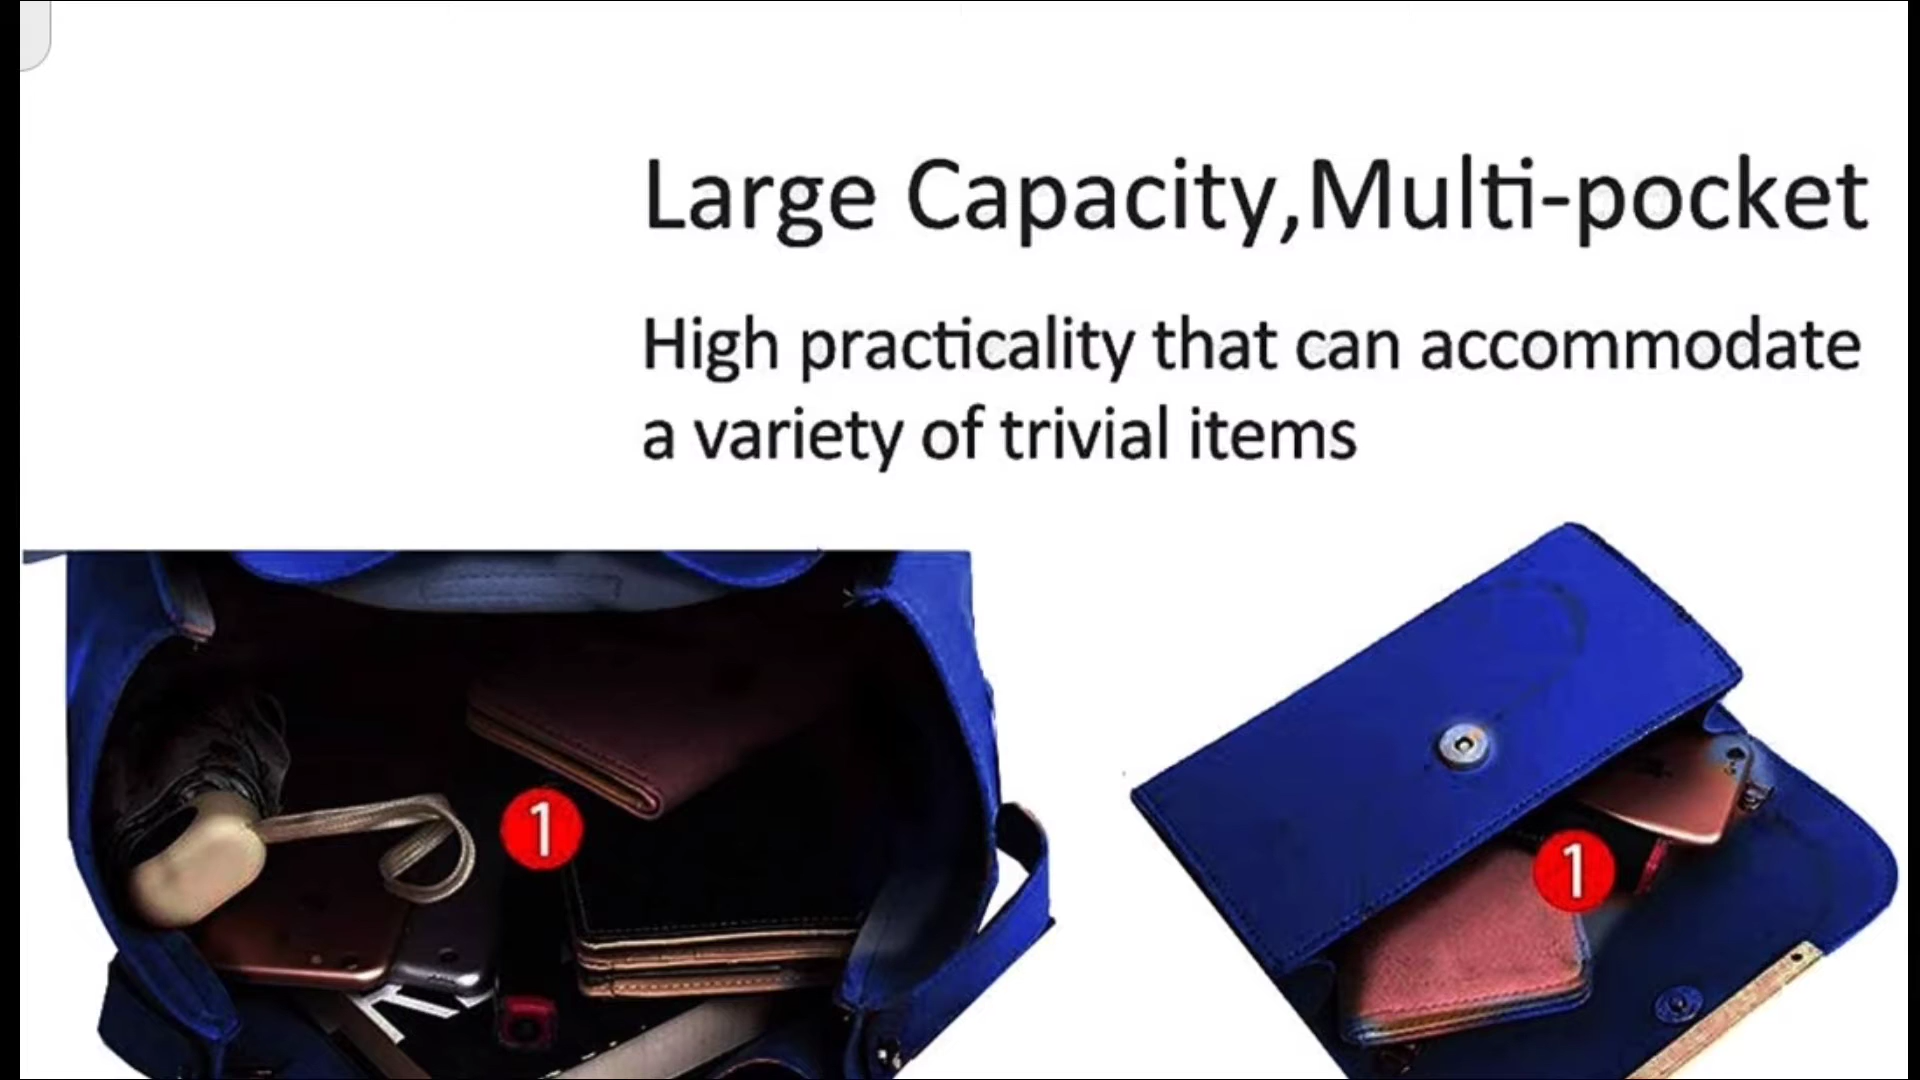 Large Capacity,Multi-pocket
High practicality that can accommodate
a variety of trivial items
1
1